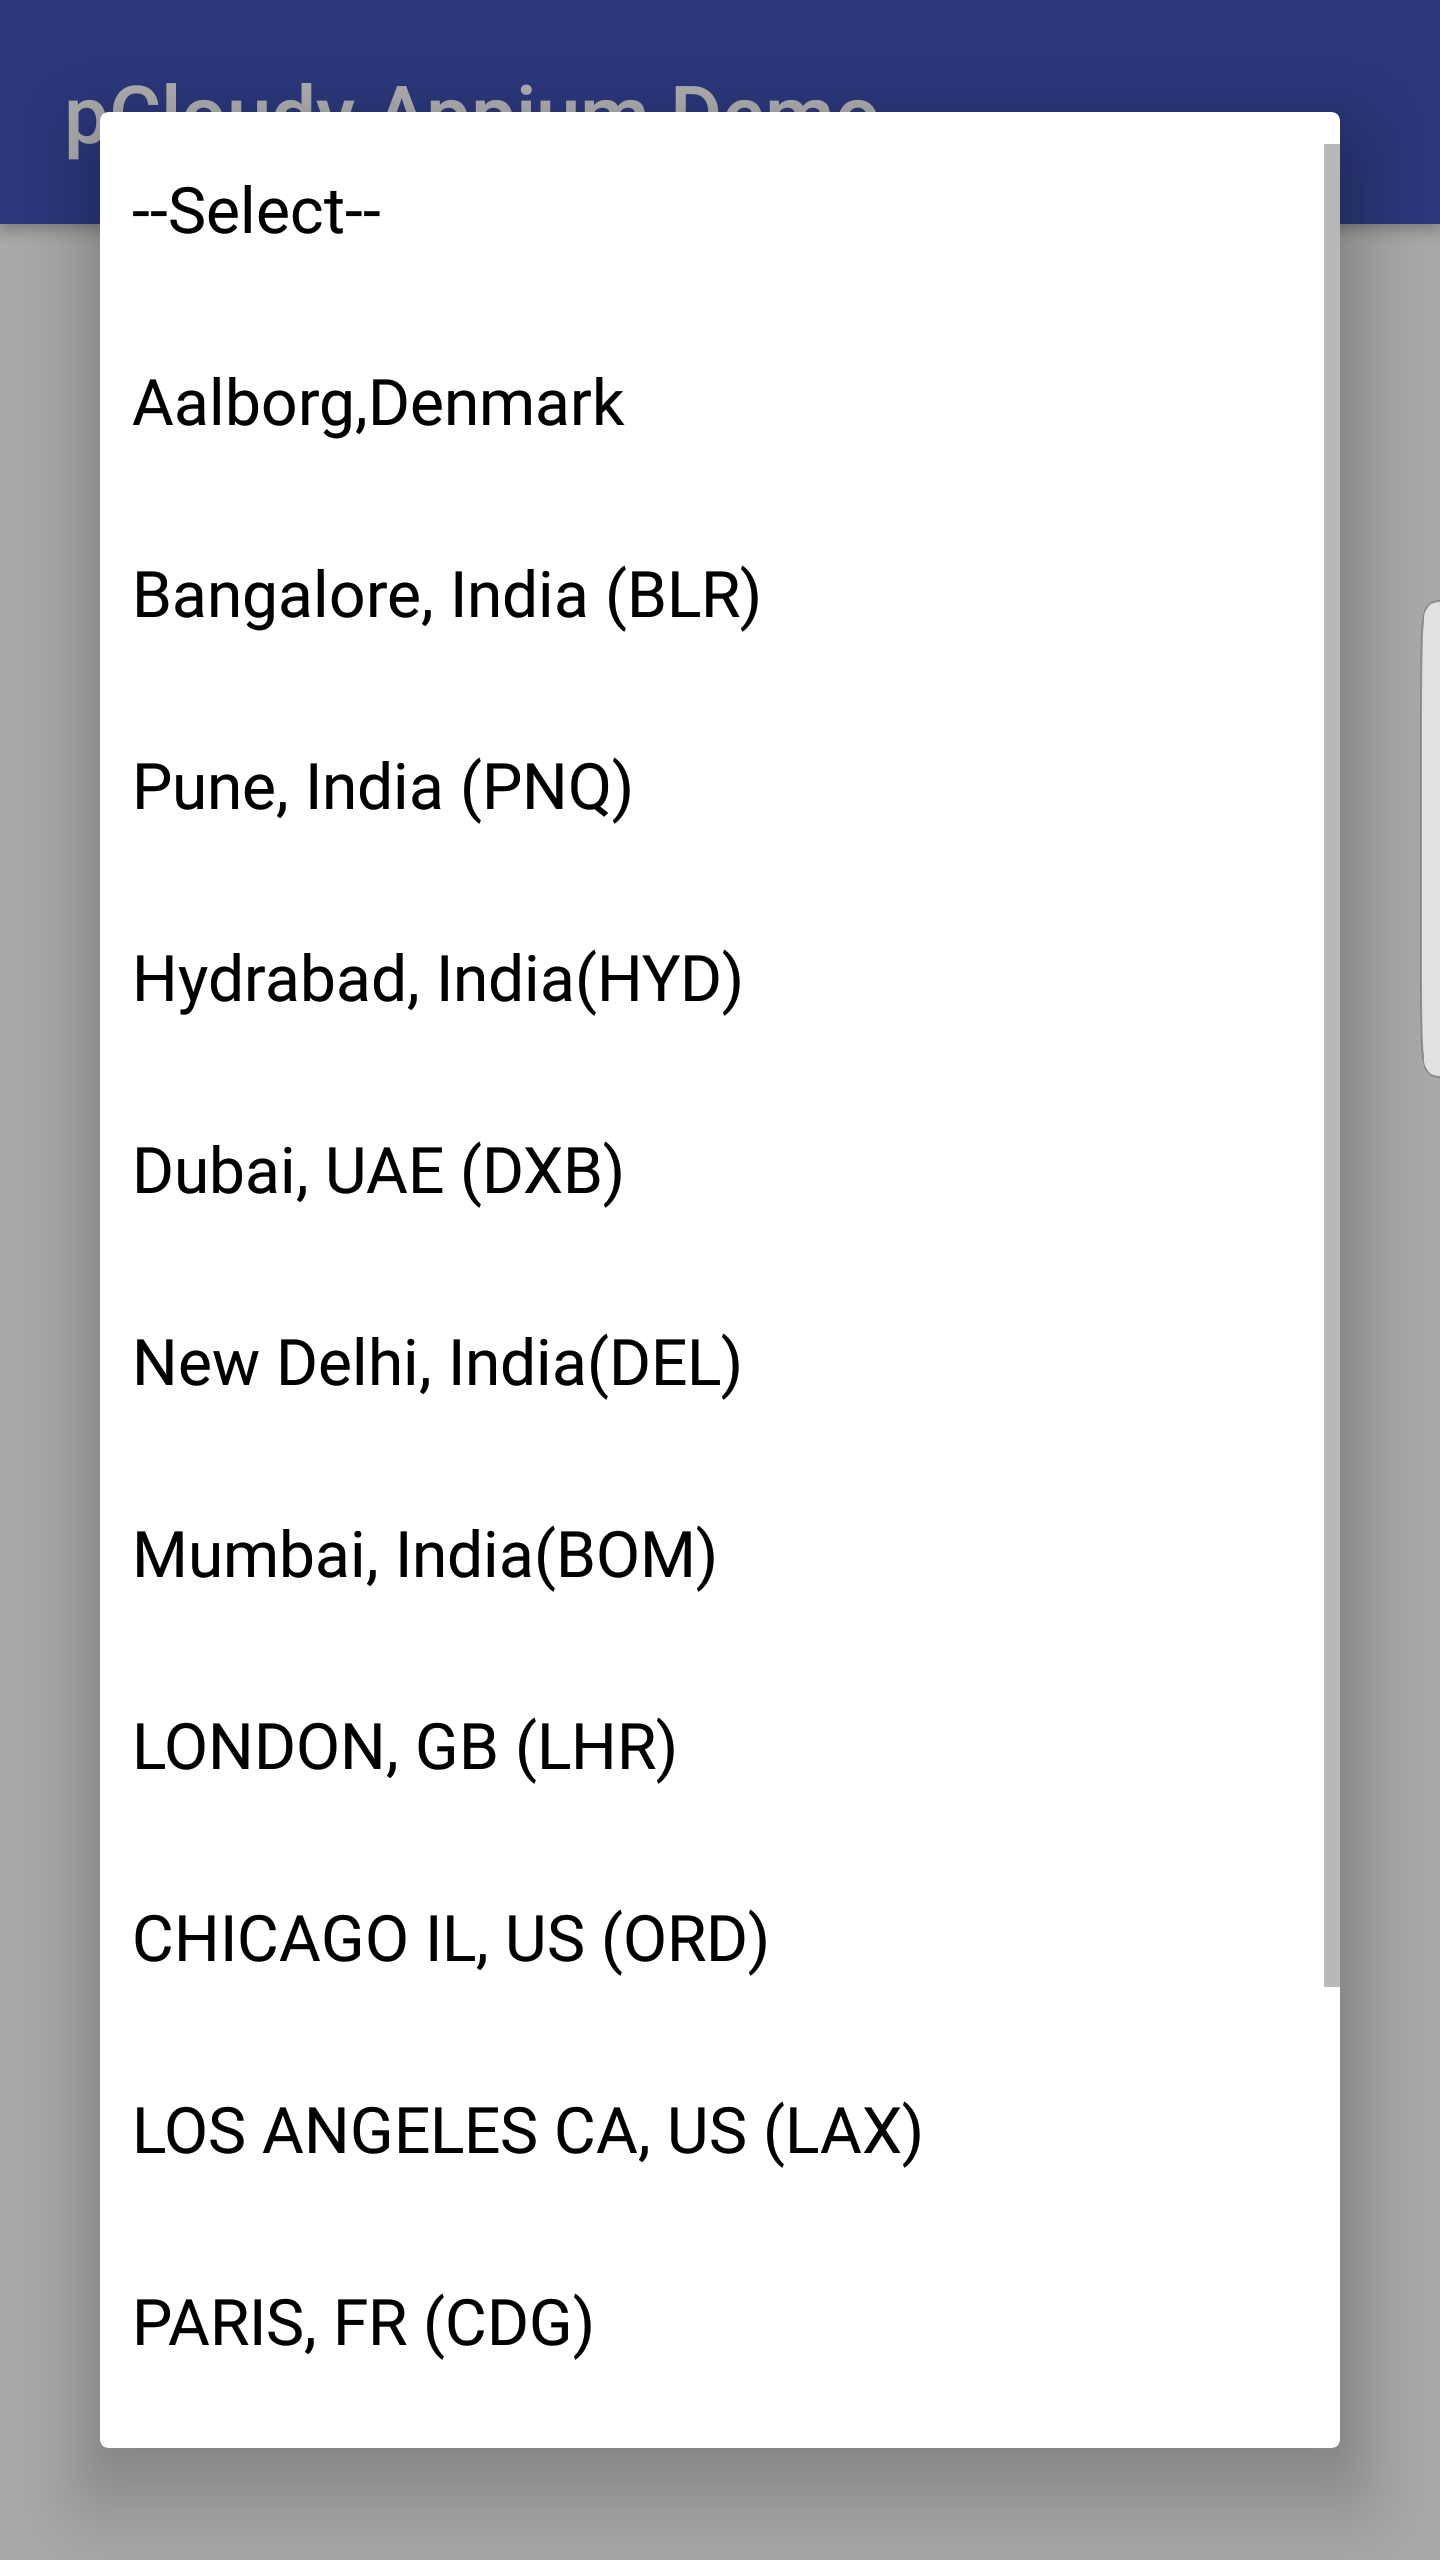 pCloudy Appium Demo
--Select--
Aalborg,Denmark
Bangalore, India (BLR)
Pune, India (PNQ)
Hydrabad, India(HYD)
Dubai, UAE (DXB)
New Delhi, India(DEL)
Mumbai, India(BOM)
LONDON, GB (LHR)
CHICAGO IL, US (ORD)
LOS ANGELES CA, US (LAX)
PARIS, FR (CDG)